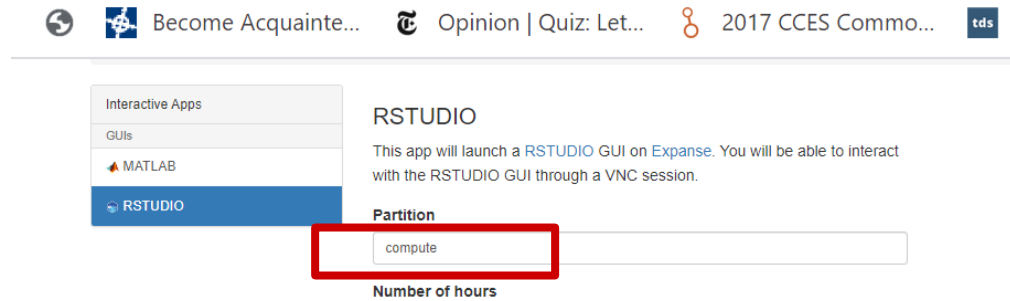 Become Acquainte... Opinion | Quiz: Let... 2017 CCES Commo... tds
Interactive Apps
GUIs
MATLAB
RSTUDIO
RSTUDIO
This app will launch a RSTUDIO GUI on Expanse. You will be able to interact
with the RSTUDIO GUI through a VNC session.
Partition
compute
Number of hours